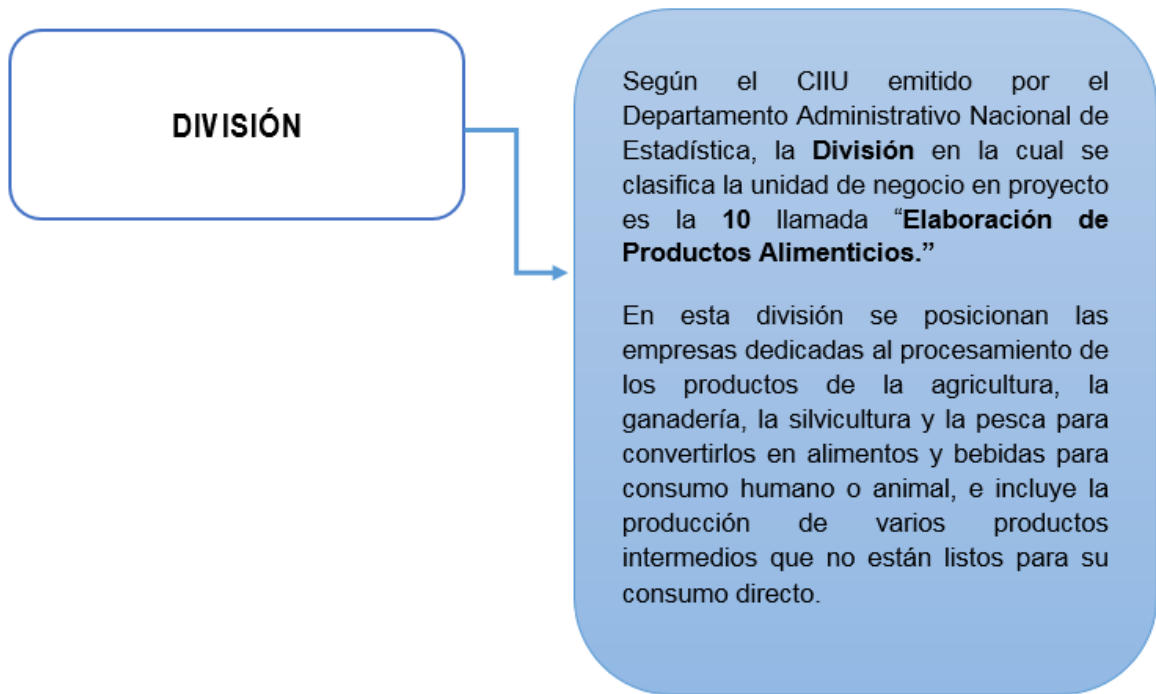 DIVISIÓN
Según el CIIU emitido por el
Departamento Administrativo Nacional de
Estadística, la División en la cual se
clasifica la unidad de negocio en proyecto
es la 10 llamada “Elaboración de
Productos Alimenticios.”
En esta división se posicionan las
empresas dedicadas al procesamiento de
los productos de la agricultura, la
ganadería, la silvicultura y la pesca para
convertirlos en alimentos y bebidas para
consumo humano o animal, e incluye la
producción de varios productos
intermedios que no están listos para su
consumo directo.